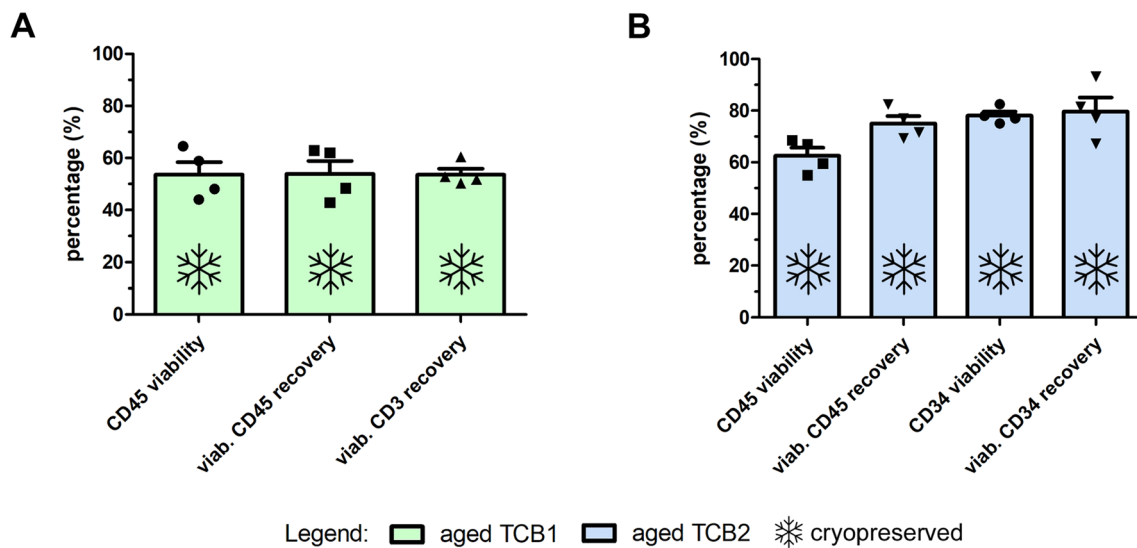 A
percentage (%)
100
80
60
40
20
0
CD45 viability
viab. CD45 recovery
viab. CD3 recovery
B
percentage (%)
100
80
60
40
20
0
CD45 viability
viab. CD45 recovery
CD34 viability
viab. CD34 recovery
Legend: aged TCB1 aged TCB2 cryopreserved